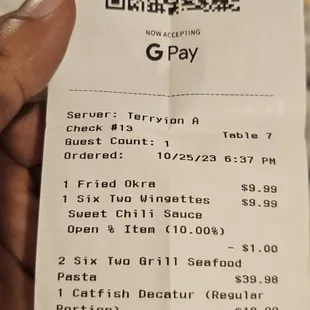 NOW ACCEPTING
G Pay
Server: Terryion A
Check #13 Table 7
Guest Count: 1
Ordered: 10/25/23 6:37 PM
1 Fried Okra $9.99
1 Six Two Wingettes $9.99
Sweet Chili Sauce
Open % Item (10.00%)
- $1.00
2 Six Two Grill Seafood
Pasta $39.98
1 Catfish Decatur (Regular
Portion)